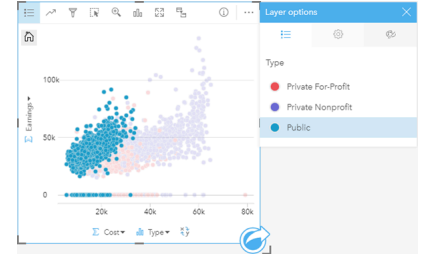 Layer options
Type
Private For-Profit
Private Nonprofit
Public
100k
50k
0
Σ Earnings
20k 40k 60k 80k
Σ Cost Type